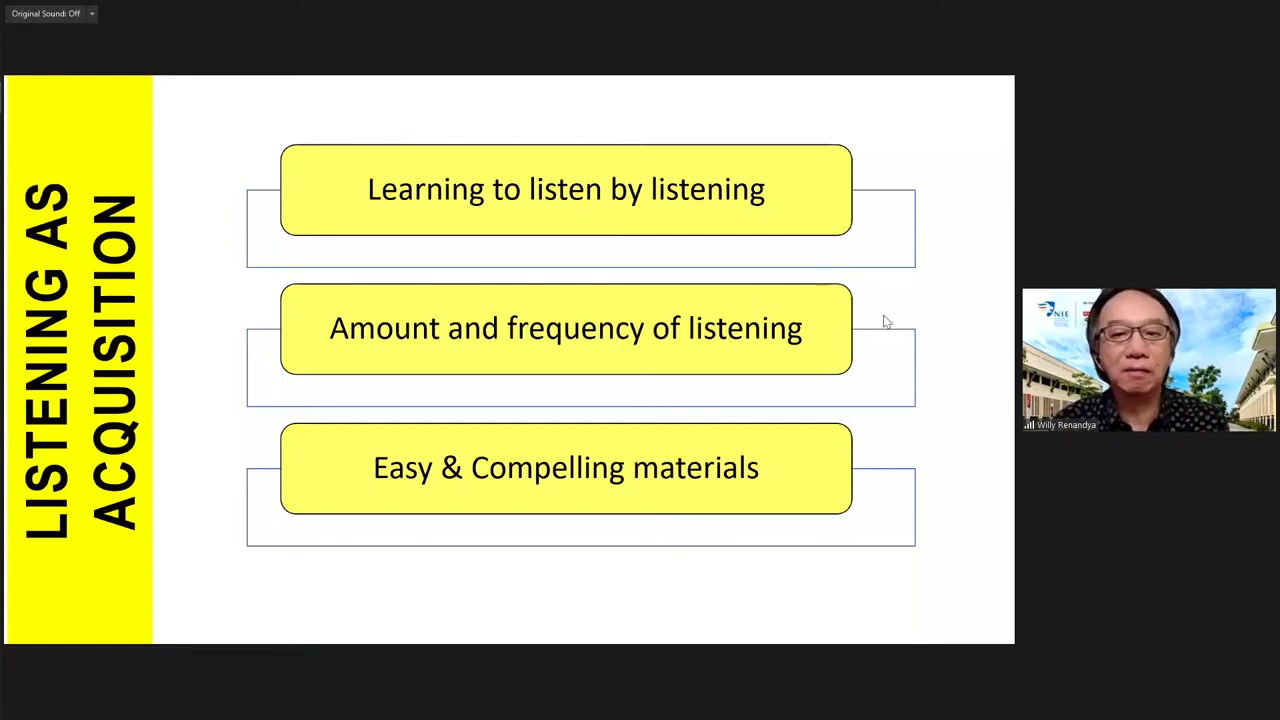 Original Sound: Off
LISTENING AS
ACQUISITION
Learning to listen by listening
Amount and frequency of listening
Easy & Compelling materials
NIE
Willy Renandya